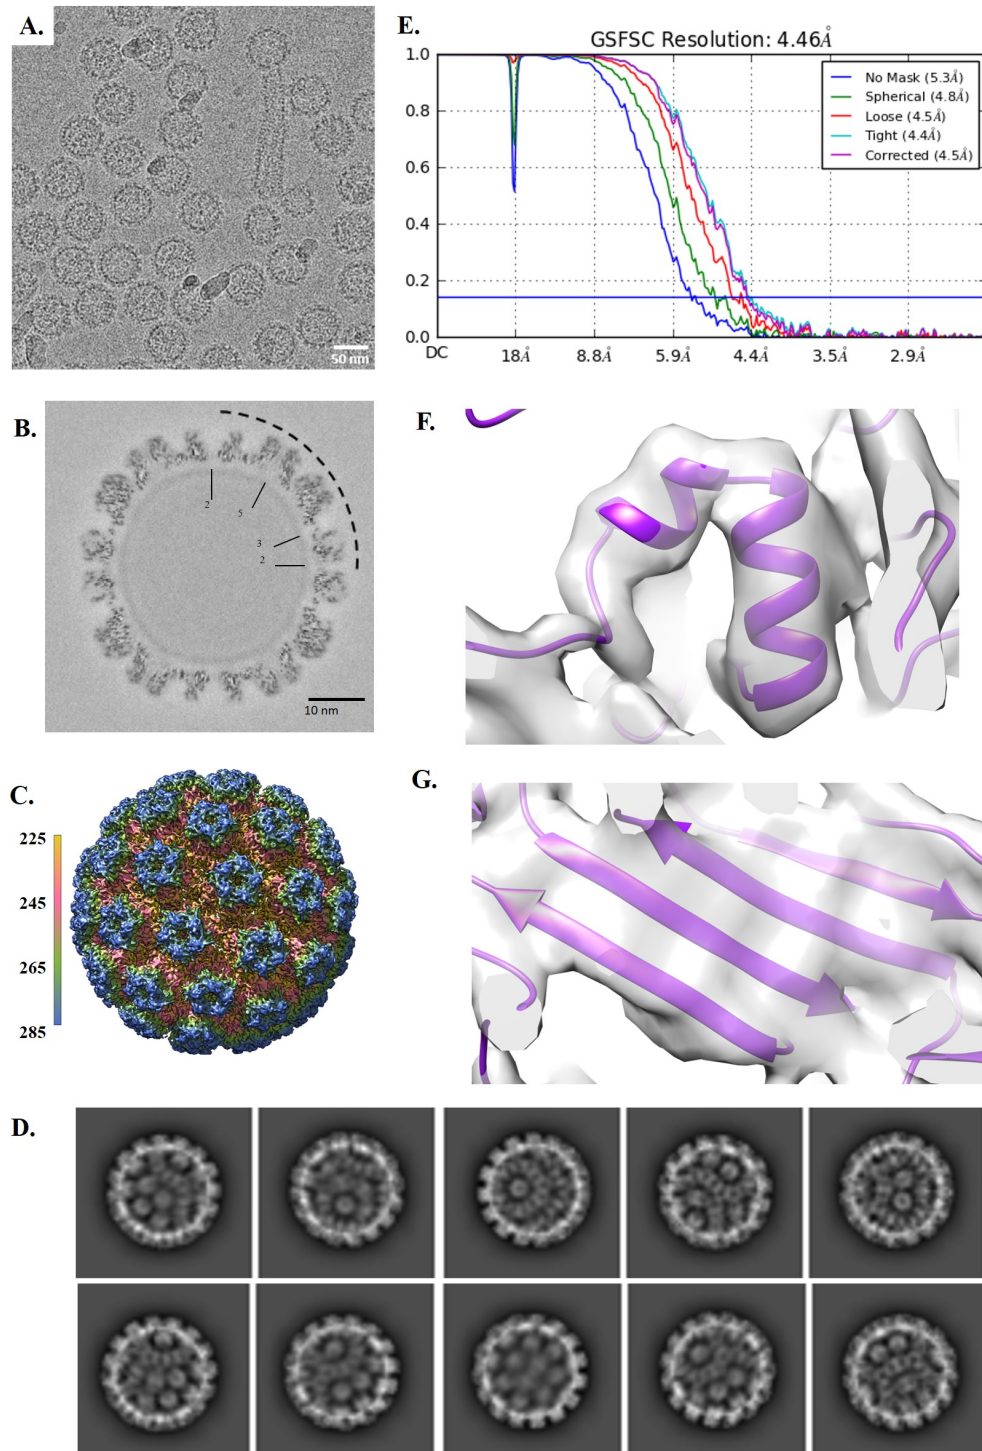 A.
50 nm
E.
GSFSC Resolution: 4.46Å
1.0
0.8
0.6
0.4
0.2
0.0
No Mask (5.3Å)
Spherical (4.8Å)
Loose (4.5Å)
Tight (4.4Å)
Corrected (4.5Å)
DC 18Å 8.8Å 5.9Å 4.4Å 3.5Å 2.9Å
B.
2
5
3
2
10 nm
F.
C.
225
245
265
285
G.
D.